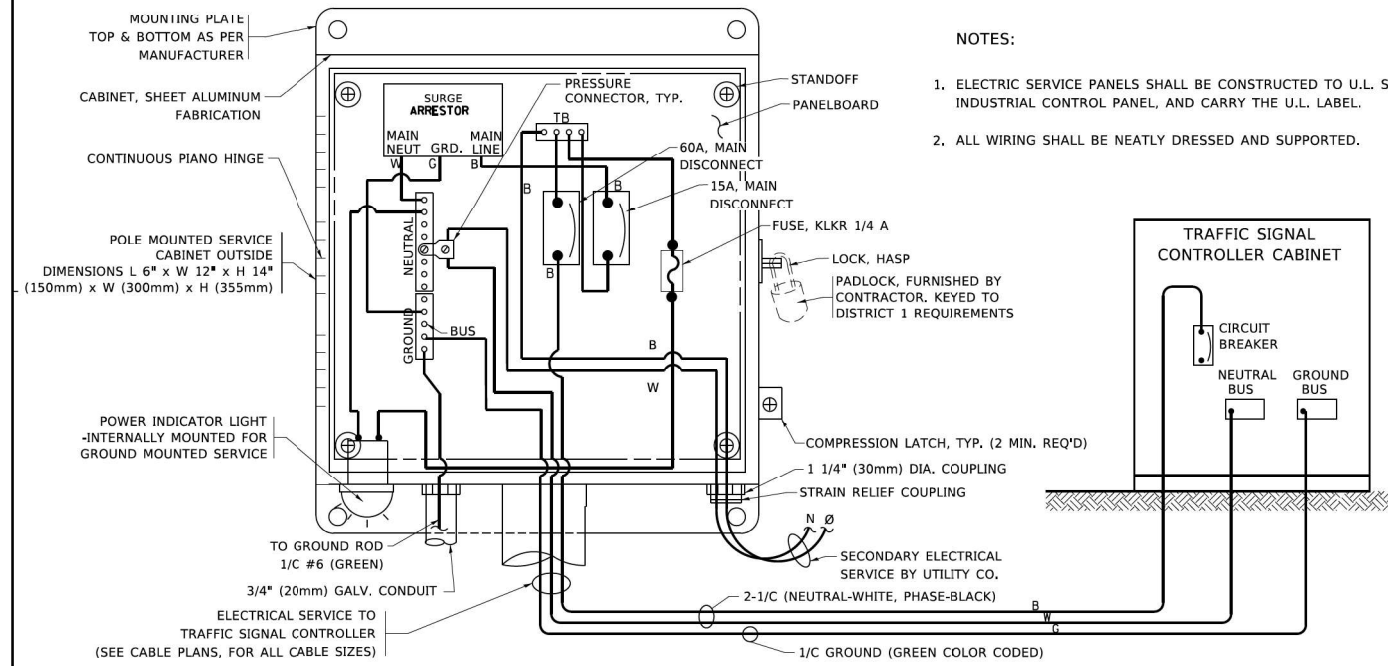 MOUNTING PLATE
TOP & BOTTOM AS PER
MANUFACTURER
CABINET, SHEET ALUMINUM
FABRICATION
CONTINUOUS PIANO HINGE
POLE MOUNTED SERVICE
CABINET OUTSIDE
DIMENSIONS L 6" x W 12" x H 14"
(150mm) x W (300mm) x H (355mm)
POWER INDICATOR LIGHT
-INTERNALLY MOUNTED FOR
GROUND MOUNTED SERVICE
TO GROUND ROD
1/C #6 (GREEN)
3/4" (20mm) GALV. CONDUIT
ELECTRICAL SERVICE TO
TRAFFIC SIGNAL CONTROLLER
(SEE CABLE PLANS, FOR ALL CABLE SIZES)
SURGE
ARRESTOR
MAIN
NEUT
GRD.
MAIN
LINE
W
G
B
NEUTRAL
GROUND
BUS
PRESSURE
CONNECTOR, TYP.
TB
B
B
B
B
W
STANDOFF
PANELBOARD
60A, MAIN
DISCONNECT
15A, MAIN
DISCONNECT
FUSE, KLKR 1/4 A
LOCK, HASP
PADLOCK, FURNISHED BY
CONTRACTOR. KEYED TO
DISTRICT 1 REQUIREMENTS
COMPRESSION LATCH, TYP. (2 MIN. REQ'D)
1 1/4" (30mm) DIA. COUPLING
STRAIN RELIEF COUPLING
N Ø
SECONDARY ELECTRICAL
SERVICE BY UTILITY CO.
2-1/C (NEUTRAL-WHITE, PHASE-BLACK)
1/C GROUND (GREEN COLOR CODED)
B
W
G
NOTES:
1. ELECTRIC SERVICE PANELS SHALL BE CONSTRUCTED TO U.L. S
INDUSTRIAL CONTROL PANEL, AND CARRY THE U.L. LABEL.
2. ALL WIRING SHALL BE NEATLY DRESSED AND SUPPORTED.
TRAFFIC SIGNAL
CONTROLLER CABINET
CIRCUIT
BREAKER
NEUTRAL
BUS
GROUND
BUS